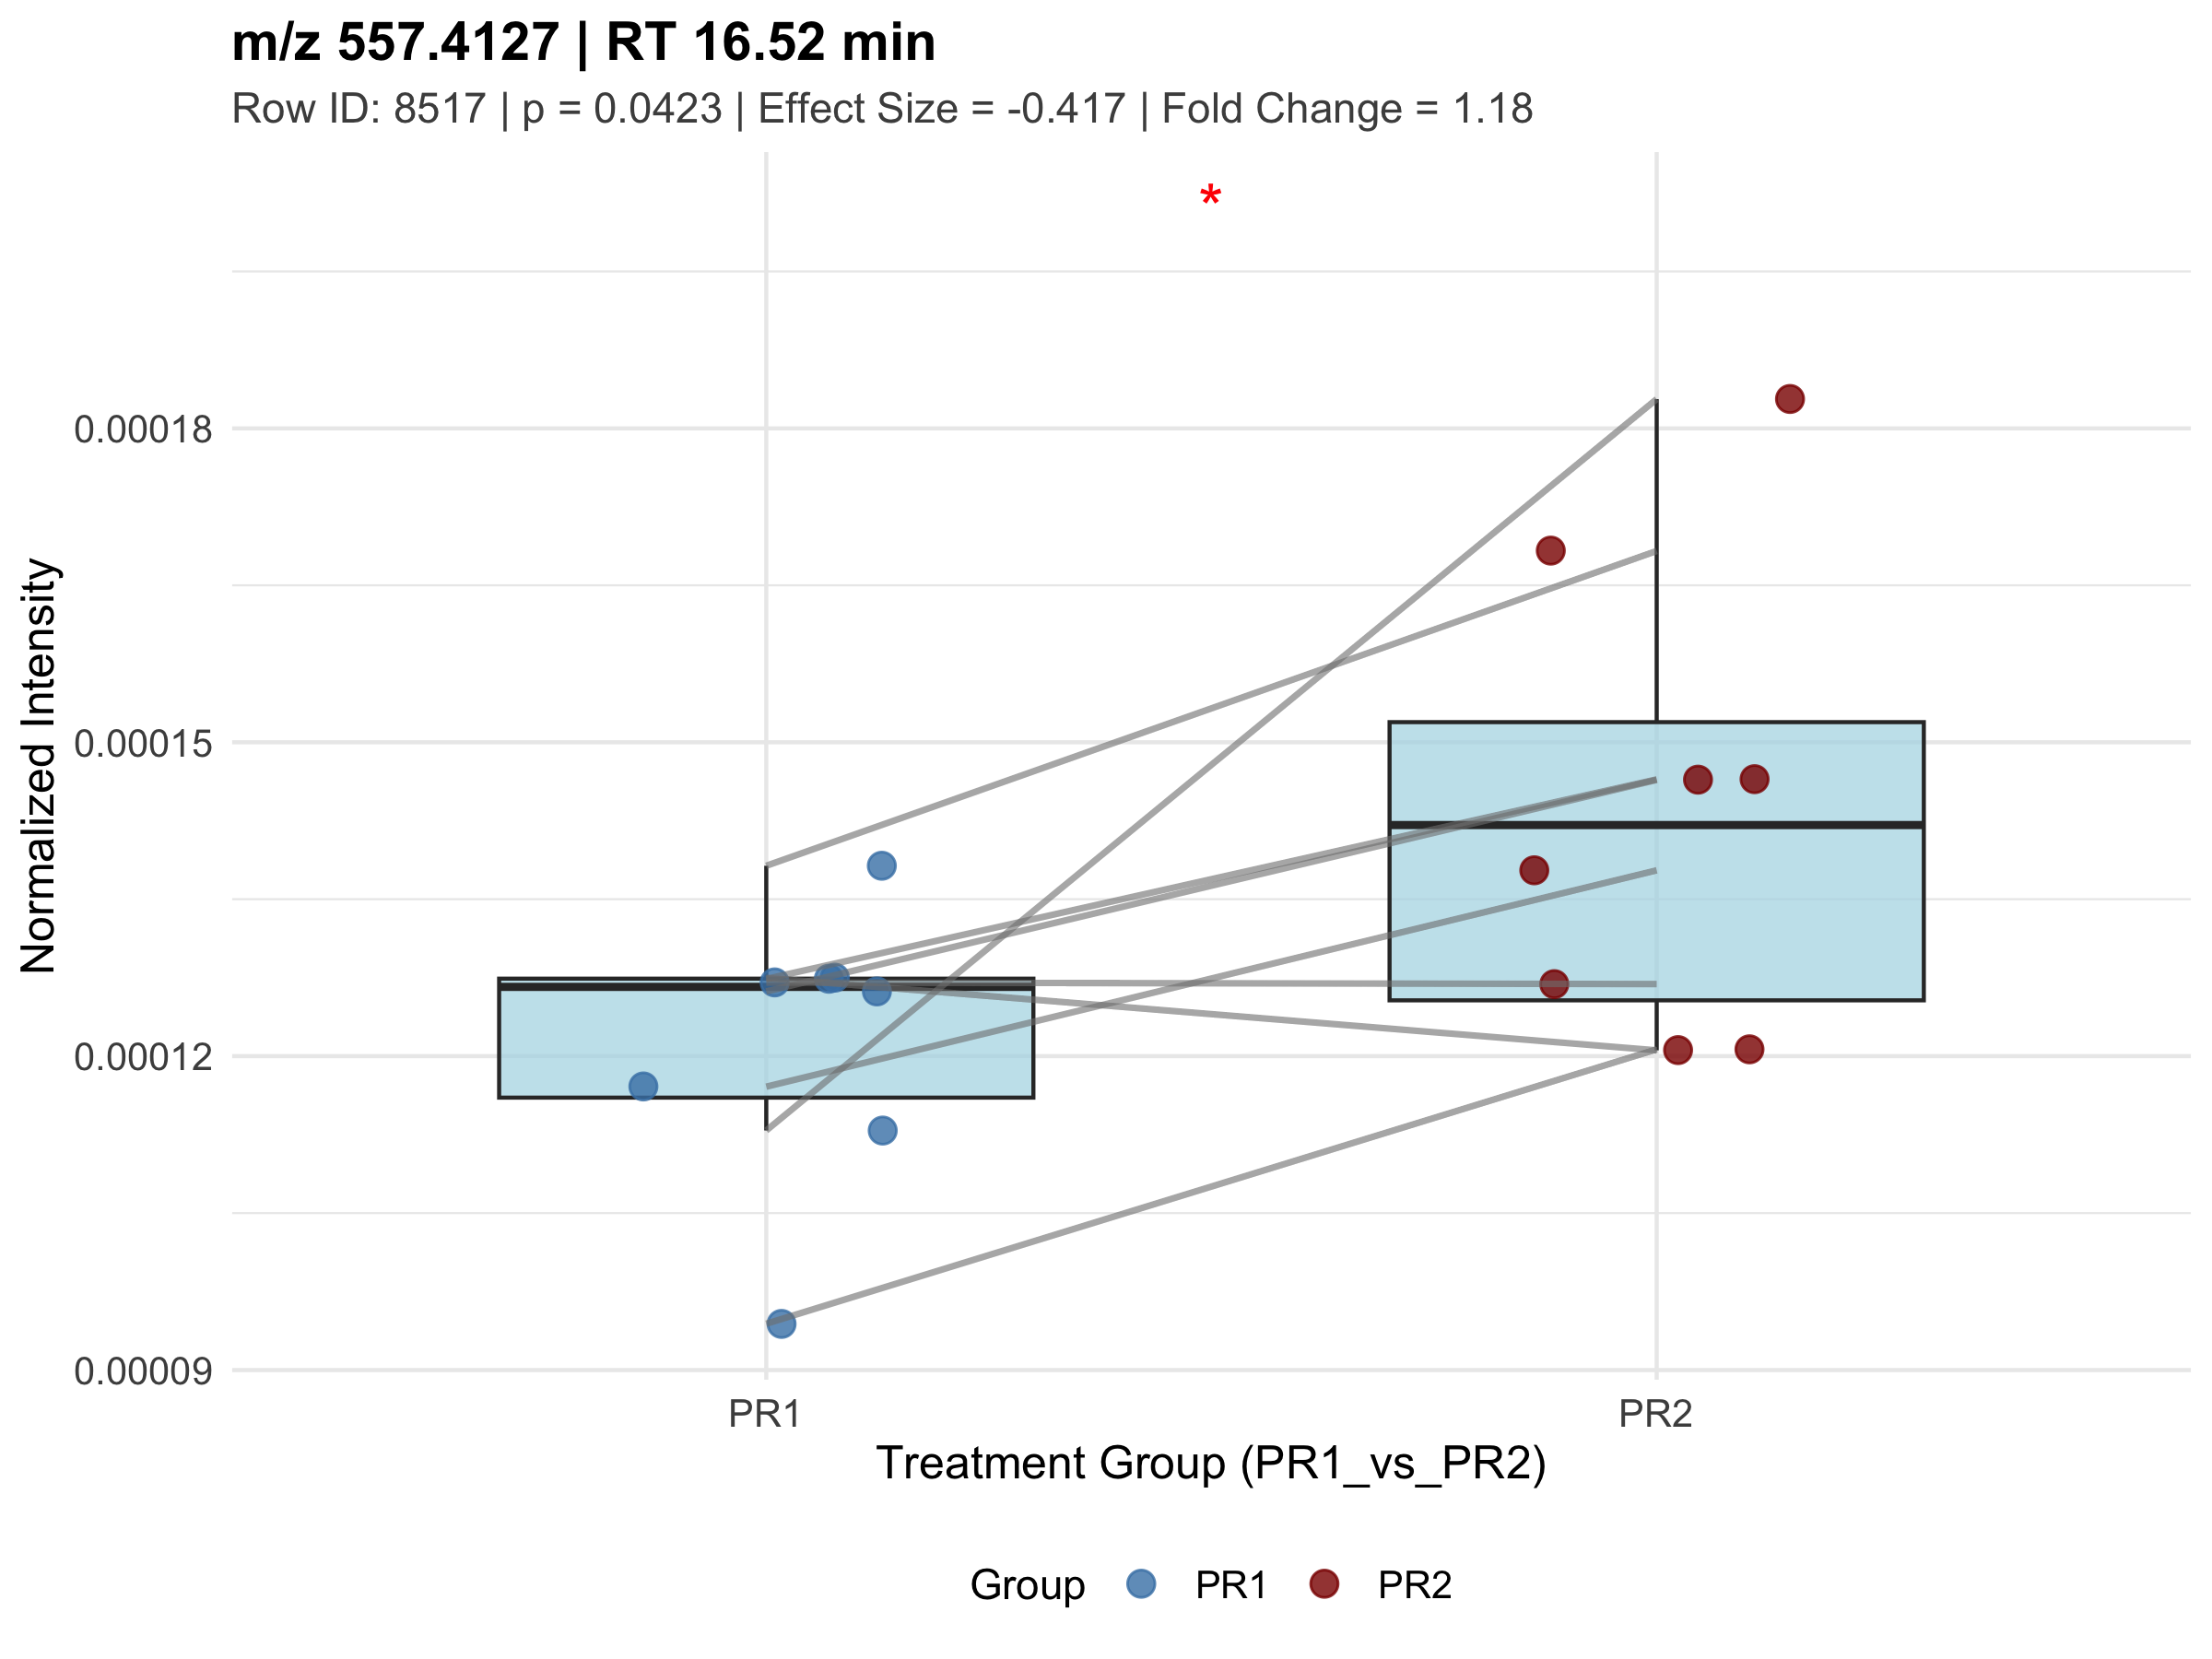 m/z 557.4127 | RT 16.52 min
Row ID: 8517 | p = 0.0423 | Effect Size = -0.417 | Fold Change = 1.18
*
Normalized Intensity
0.00018
0.00015
0.00012
0.00009
PR1
PR2
Treatment Group (PR1_vs_PR2)
Group PR1 PR2